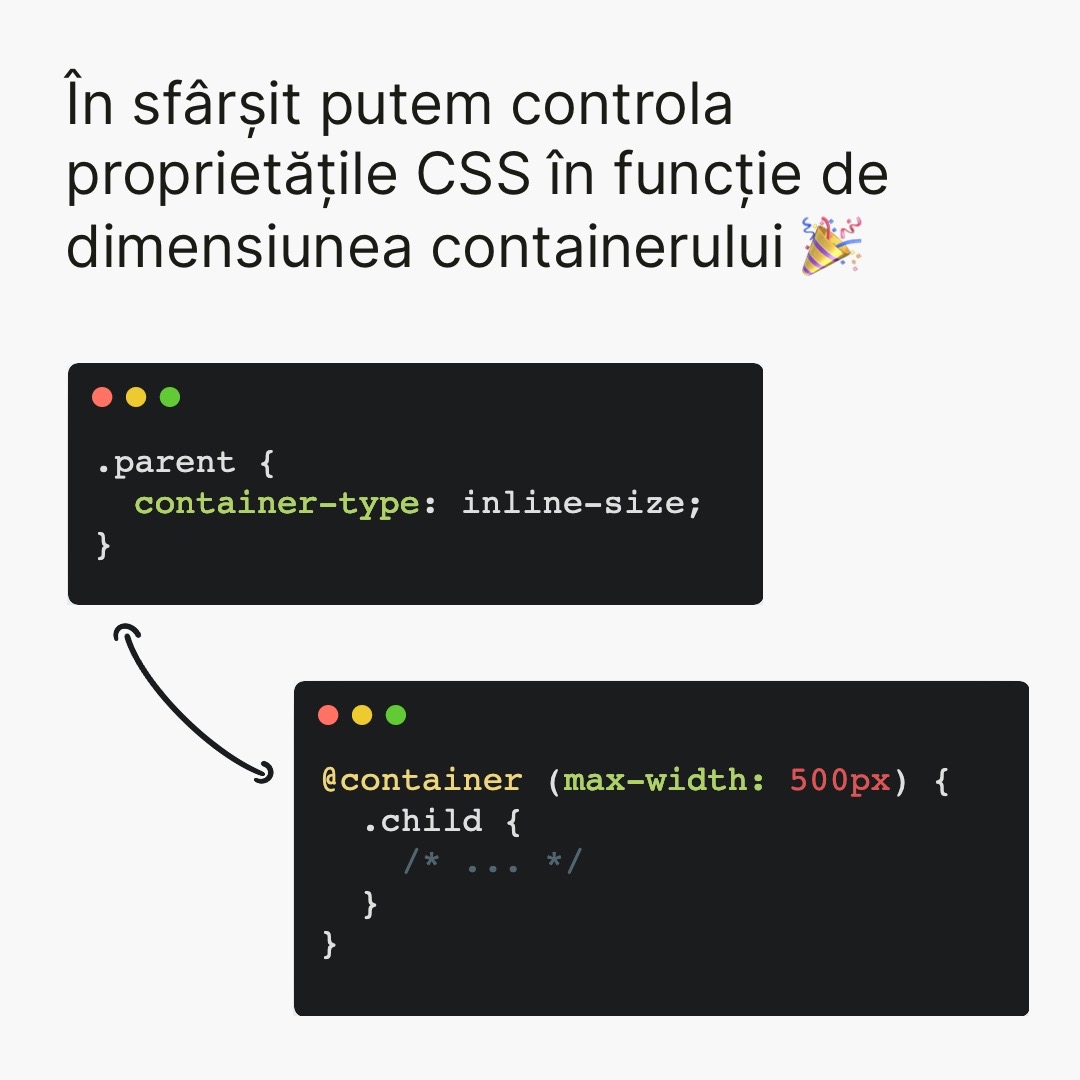 În sfârșit putem controla
proprietățile CSS în funcție de
dimensiunea containerului 🎉
.parent {
  container-type: inline-size;
}
@container (max-width: 500px) {
  .child {
    /* ... */
  }
}